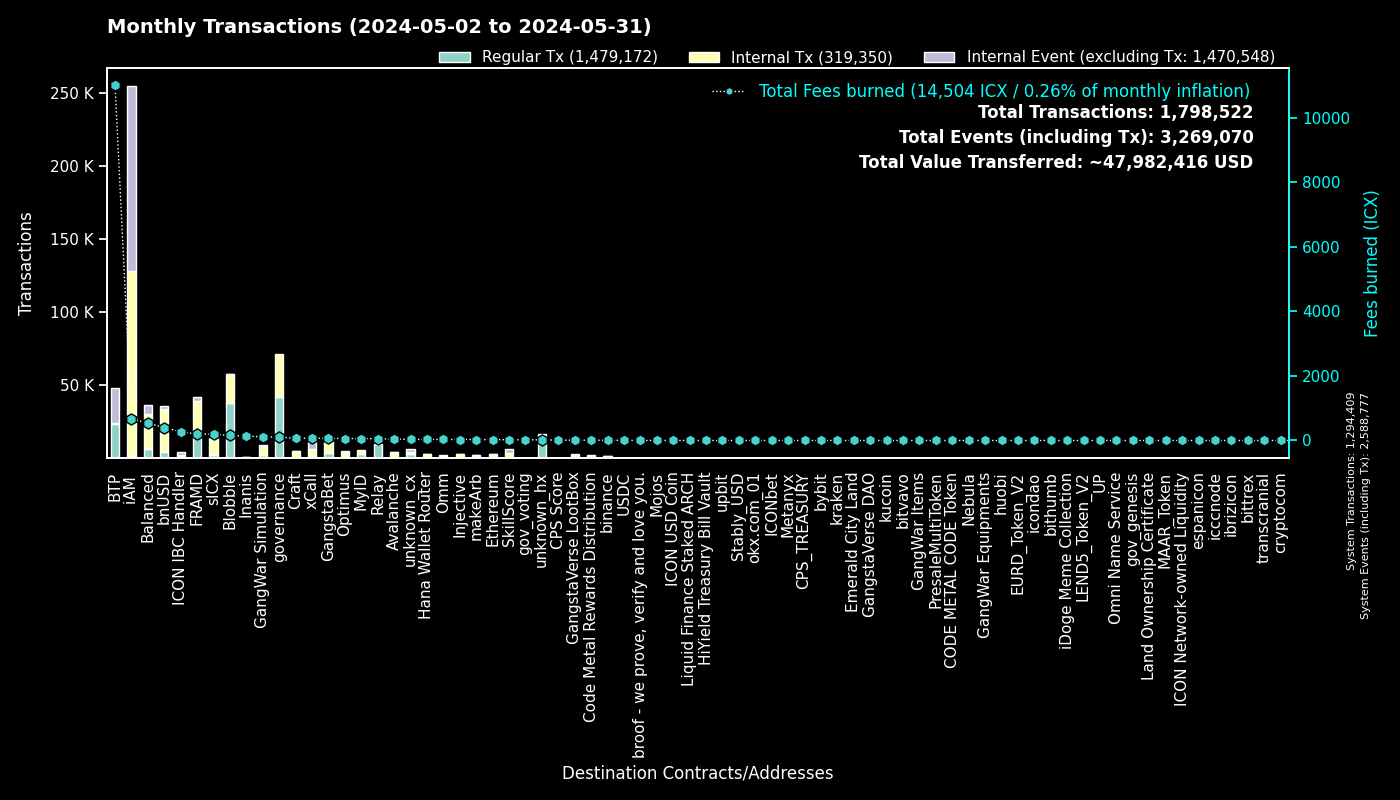 Monthly Transactions (2024-05-02 to 2024-05-31)
Regular Tx (1,479,172)
Internal Tx (319,350)
Internal Event (excluding Tx: 1,470,548)
Total Fees burned (14,504 ICX / 0.26% of monthly inflation)
Total Transactions: 1,798,522
Total Events (including Tx): 3,269,070
Total Value Transferred: ~47,982,416 USD
250 K
200 K
150 K
100 K
50 K
Transactions
10000
8000
6000
4000
2000
0
Fees burned (ICX)
System Transactions: 1,294,409
System Events (including Tx): 2,588,777
BTP
iAM
Balanced
bnUSD
ICON IBC Handler
FRAMD
sICX
Blobble
Inanis
GangWar Simulation
governance
Craft
xCall
GangstaBet
Optimus
MyID
Relay
Avalanche
unknown_cx
Hana Wallet Router
Omm
Injective
makeArb
Ethereum
SkillScore
gov_voting
unknown_hx
CPS Score
GangstaVerse LootBox
Code Metal Rewards Distribution
binance
USDC
broof - we prove, verify and love you.
Mojos
ICON USD Coin
Liquid Finance Staked ARCH
HiYield Treasury Bill Vault
upbit
Stably_USD
okx.com_01
ICONbet
Metanyx
CPS_TREASURY
bybit
kraken
Emerald City Land
GangstaVerse DAO
kucoin
bitvavo
GangWar Items
PresaleMultiToken
CODE METAL CODE Token
Nebula
GangWar Equipments
huobi
EURD_Token_V2
icondao
bithumb
iDoge Meme Collection
LEND5_Token_V2
_UP
Omni Name Service
gov_genesis
Land Ownership Certificate
MAAR_Token
ICON Network-owned Liquidity
espanicon
icccnode
ibrizicon
bittrex
transcranial
cryptocom
Destination Contracts/Addresses